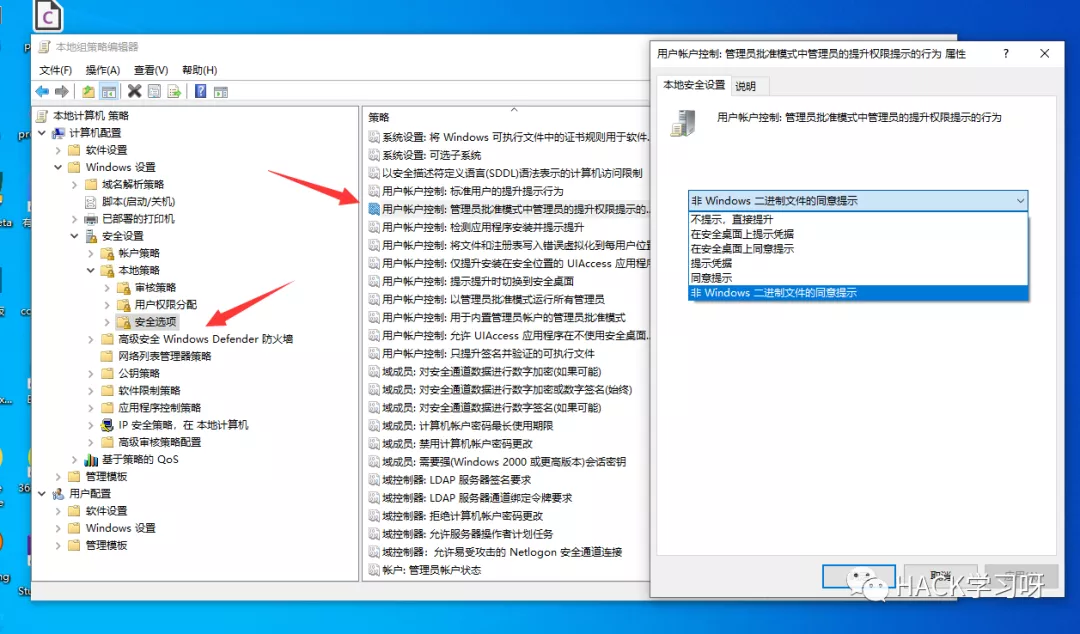 本地组策略编辑器
文件(F) 操作(A) 查看(V) 帮助(H)
本地计算机 策略
计算机配置
软件设置
Windows 设置
域名解析策略
脚本(启动/关机)
已部署的打印机
安全设置
帐户策略
本地策略
审核策略
用户权限分配
安全选项
高级安全 Windows Defender 防火墙
网络列表管理器策略
公钥策略
软件限制策略
应用程序控制策略
IP 安全策略，在 本地计算机
高级审核策略配置
基于策略的 QoS
管理模板
用户配置
软件设置
Windows 设置
管理模板
策略
系统设置: 将 Windows 可执行文件中的证书规则用于软件...
系统设置: 可选子系统
以安全描述符定义语言(SDDL)语法表示的计算机访问限制
用户帐户控制: 标准用户的提升提示行为
用户帐户控制: 管理员批准模式中管理员的提升权限提示的...
用户帐户控制: 检测应用程序安装并提示提升
用户帐户控制: 将文件和注册表写入错误虚拟化到每用户位置
用户帐户控制: 仅提升安装在安全位置的 UIAccess 应用程序
用户帐户控制: 提示提升时切换到安全桌面
用户帐户控制: 以管理员批准模式运行所有管理员
用户帐户控制: 用于内置管理员帐户的管理员批准模式
用户帐户控制: 允许 UIAccess 应用程序在不使用安全桌面...
用户帐户控制: 只提升签名并验证的可执行文件
域成员: 对安全通道数据进行数字加密(如果可能)
域成员: 对安全通道数据进行数字加密或数字签名(始终)
域成员: 对安全通道数据进行数字签名(如果可能)
域成员: 计算机帐户密码最长使用期限
域成员: 禁用计算机帐户密码更改
域成员: 需要强(Windows 2000 或更高版本)会话密钥
域控制器: LDAP 服务器签名要求
域控制器: LDAP 服务器通道绑定令牌要求
域控制器: 拒绝计算机帐户密码更改
域控制器: 允许服务器操作者计划任务
域控制器: 允许易受攻击的 Netlogon 安全通道连接
帐户: 管理员帐户状态
用户帐户控制: 管理员批准模式中管理员的提升权限提示的行为 属性
本地安全设置 说明
用户帐户控制: 管理员批准模式中管理员的提升权限提示的行为
非 Windows 二进制文件的同意提示
不提示，直接提升
在安全桌面上提示凭据
在安全桌面上同意提示
提示凭据
同意提示
非 Windows 二进制文件的同意提示
取消
HACK学习呀